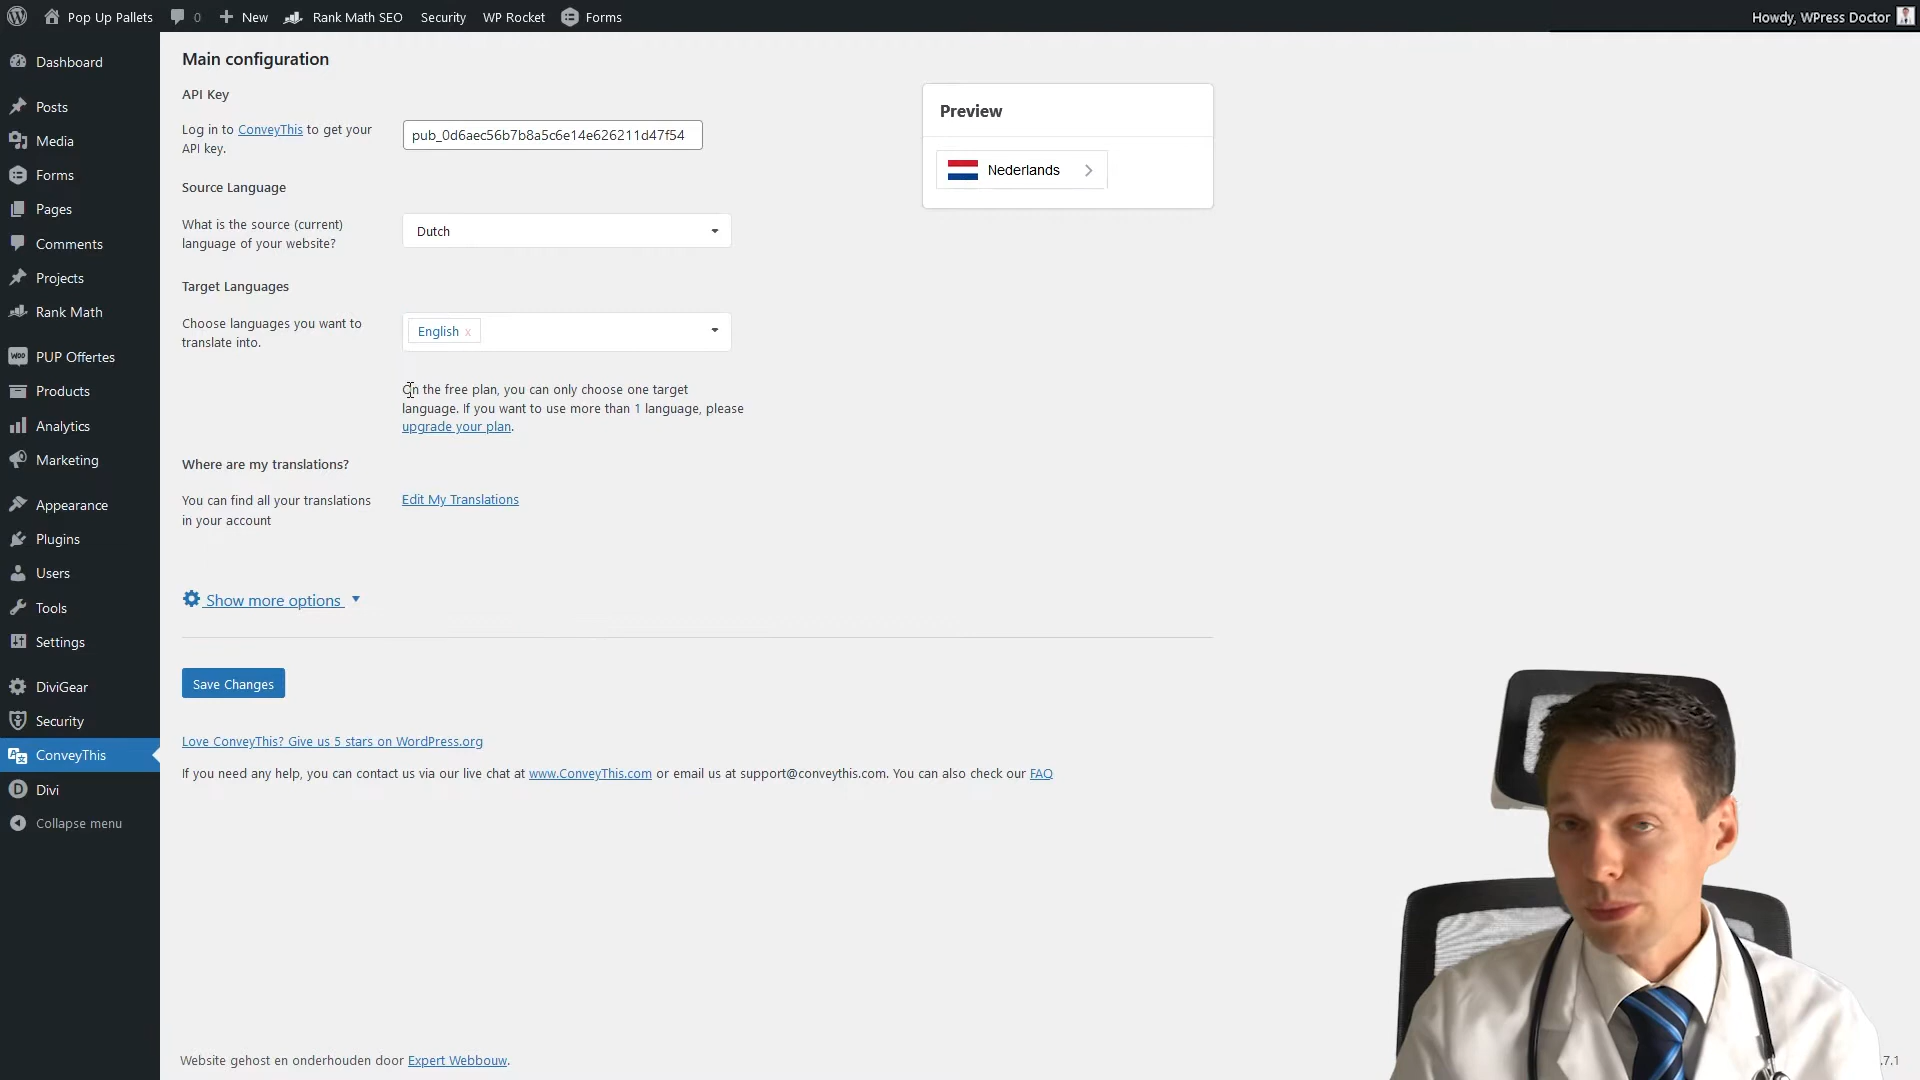 Pop Up Pallets 0 New Rank Math SEO Security WP Rocket Forms Howdy, WPress Doctor
Dashboard
Posts
Media
Forms
Pages
Comments
Projects
Rank Math
PUP Offertes
Products
Analytics
Marketing
Appearance
Plugins
Users
Tools
Settings
DiviGear
Security
ConveyThis
Divi
Collapse menu
Main configuration
API Key
Log in to ConveyThis to get your
API key.
pub_0d6aec56b7b8a5c6e14e626211d47f54
Source Language
What is the source (current)
language of your website?
Dutch
Target Languages
Choose languages you want to
translate into.
English x
On the free plan, you can only choose one target
language. If you want to use more than 1 language, please
upgrade your plan.
Where are my translations?
You can find all your translations
in your account
Edit My Translations
Show more options
Save Changes
Love ConveyThis? Give us 5 stars on WordPress.org
If you need any help, you can contact us via our live chat at www.ConveyThis.com or email us at support@conveythis.com. You can also check our FAQ
Preview
Nederlands
Website gehost en onderhouden door Expert Webbouw.
.7.1